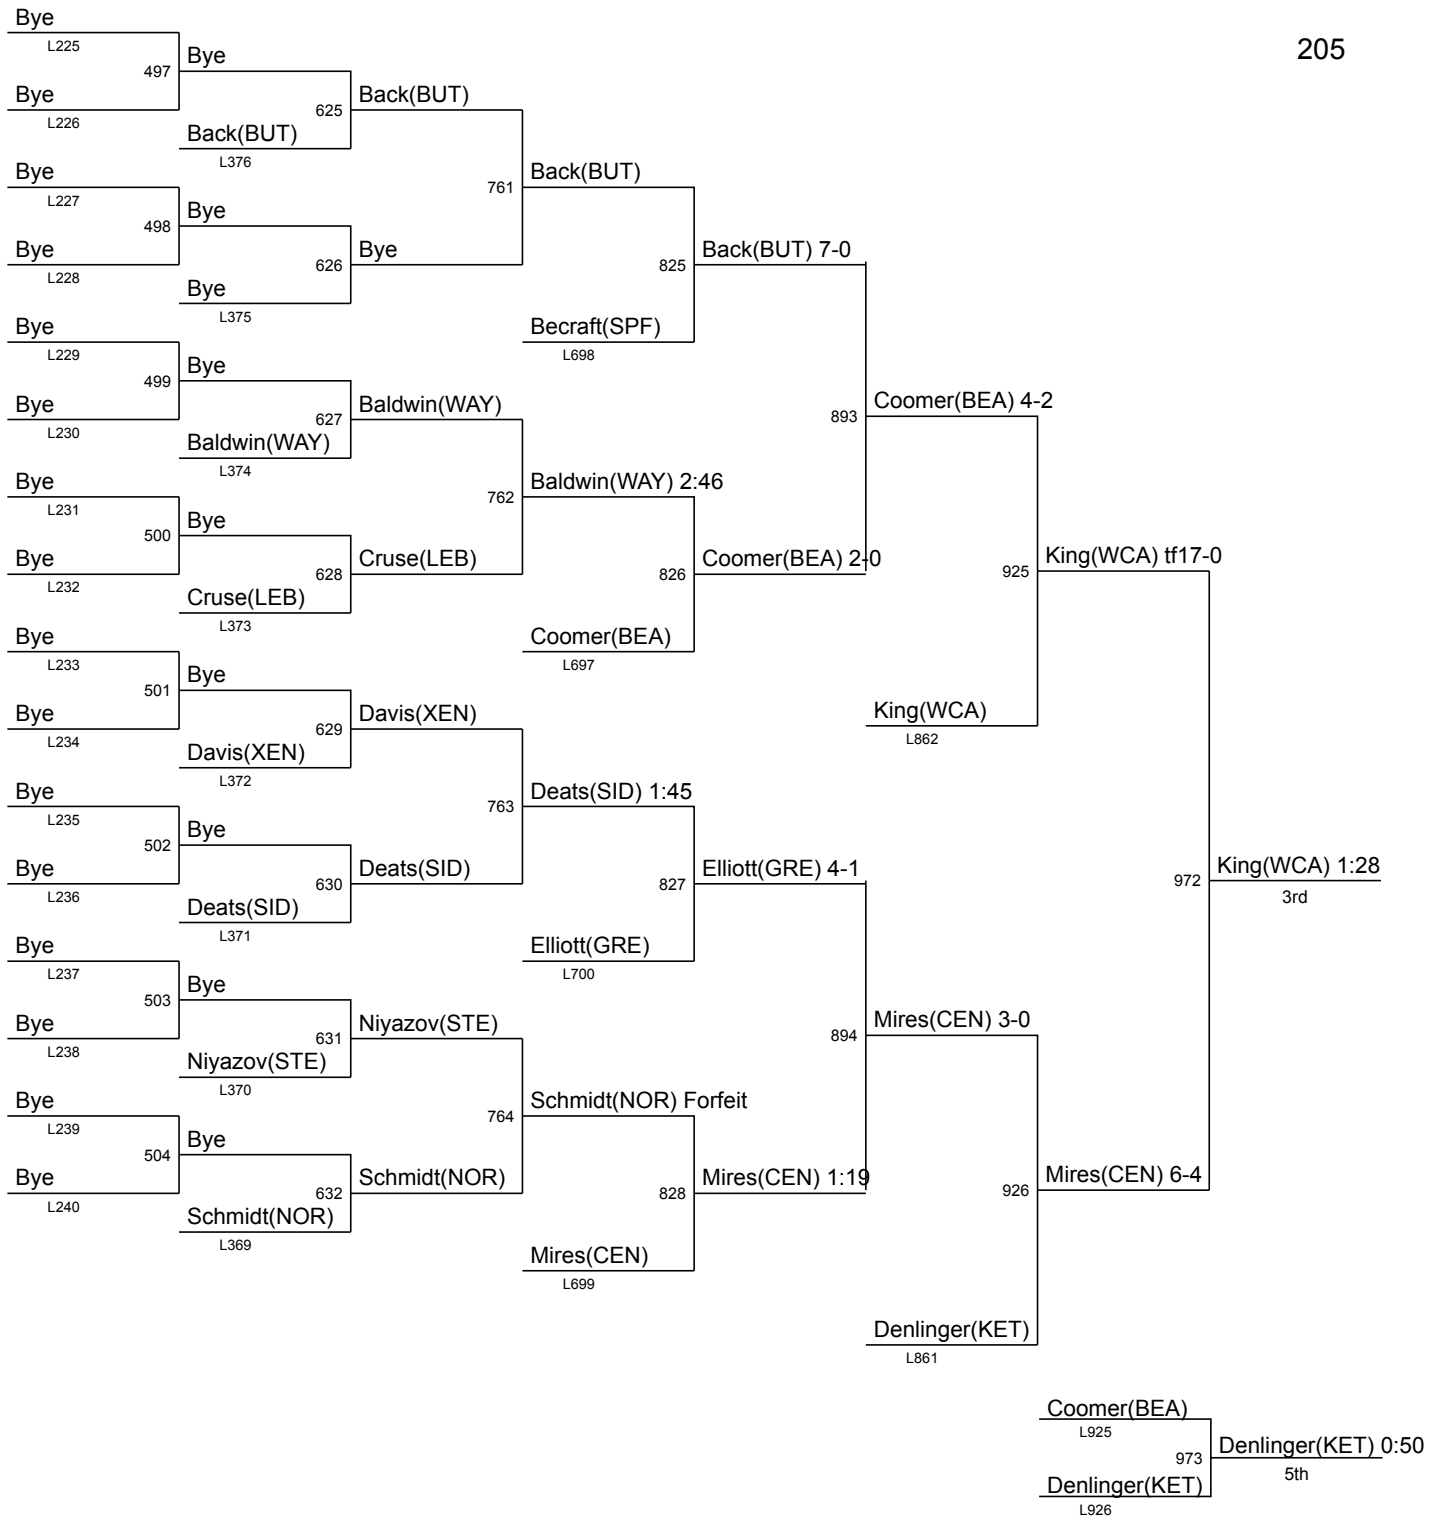 Bye
L225
205
Bye
497
Bye
Back(BUT)
625
L226
Back(BUT)
L376
Bye
Back(BUT)
761
L227
Bye
498
Bye
Bye
Back(BUT) 7-0
626
825
L228
Bye
L375
Bye
Becraft(SPF)
L229
L698
Bye
499
Bye
Baldwin(WAY)
Coomer(BEA) 4-2
627
893
L230
Baldwin(WAY)
L374
Bye
Baldwin(WAY) 2:46
762
L231
Bye
500
Bye
Cruse(LEB)
Coomer(BEA) 2-0
King(WCA) tf17-0
628
826
925
L232
Cruse(LEB)
L373
Bye
Coomer(BEA)
L233
L697
Bye
501
Bye
Davis(XEN)
King(WCA)
629
L234
L862
Davis(XEN)
L372
Bye
Deats(SID) 1:45
763
L235
Bye
502
Bye
Deats(SID)
Elliott(GRE) 4-1
King(WCA) 1:28
630
827
972
L236
3rd
Deats(SID)
L371
Bye
Elliott(GRE)
L237
L700
Bye
503
Bye
Niyazov(STE)
Mires(CEN) 3-0
631
894
L238
Niyazov(STE)
L370
Bye
Schmidt(NOR) Forfeit
764
L239
Bye
504
Bye
Schmidt(NOR)
Mires(CEN) 1:19
Mires(CEN) 6-4
632
828
926
L240
Schmidt(NOR)
L369
Mires(CEN)
L699
Denlinger(KET)
L861
Coomer(BEA)
L925
973
Denlinger(KET) 0:50
5th
Denlinger(KET)
L926